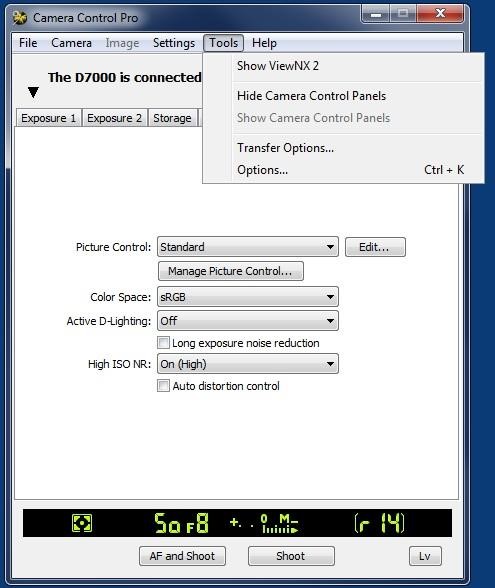 Camera Control Pro
File Camera Image Settings Tools Help
Show ViewNX 2
The D7000 is connected
Hide Camera Control Panels
Show Camera Control Panels
Exposure 1 Exposure 2 Storage
Transfer Options...
Options... Ctrl + K
Picture Control: Standard Edit...
Manage Picture Control...
Color Space: sRGB
Active D-Lighting: Off
Long exposure noise reduction
High ISO NR: On (High)
Auto distortion control
50 F8 +. . 0 M- (r 14)
AF and Shoot Shoot Lv